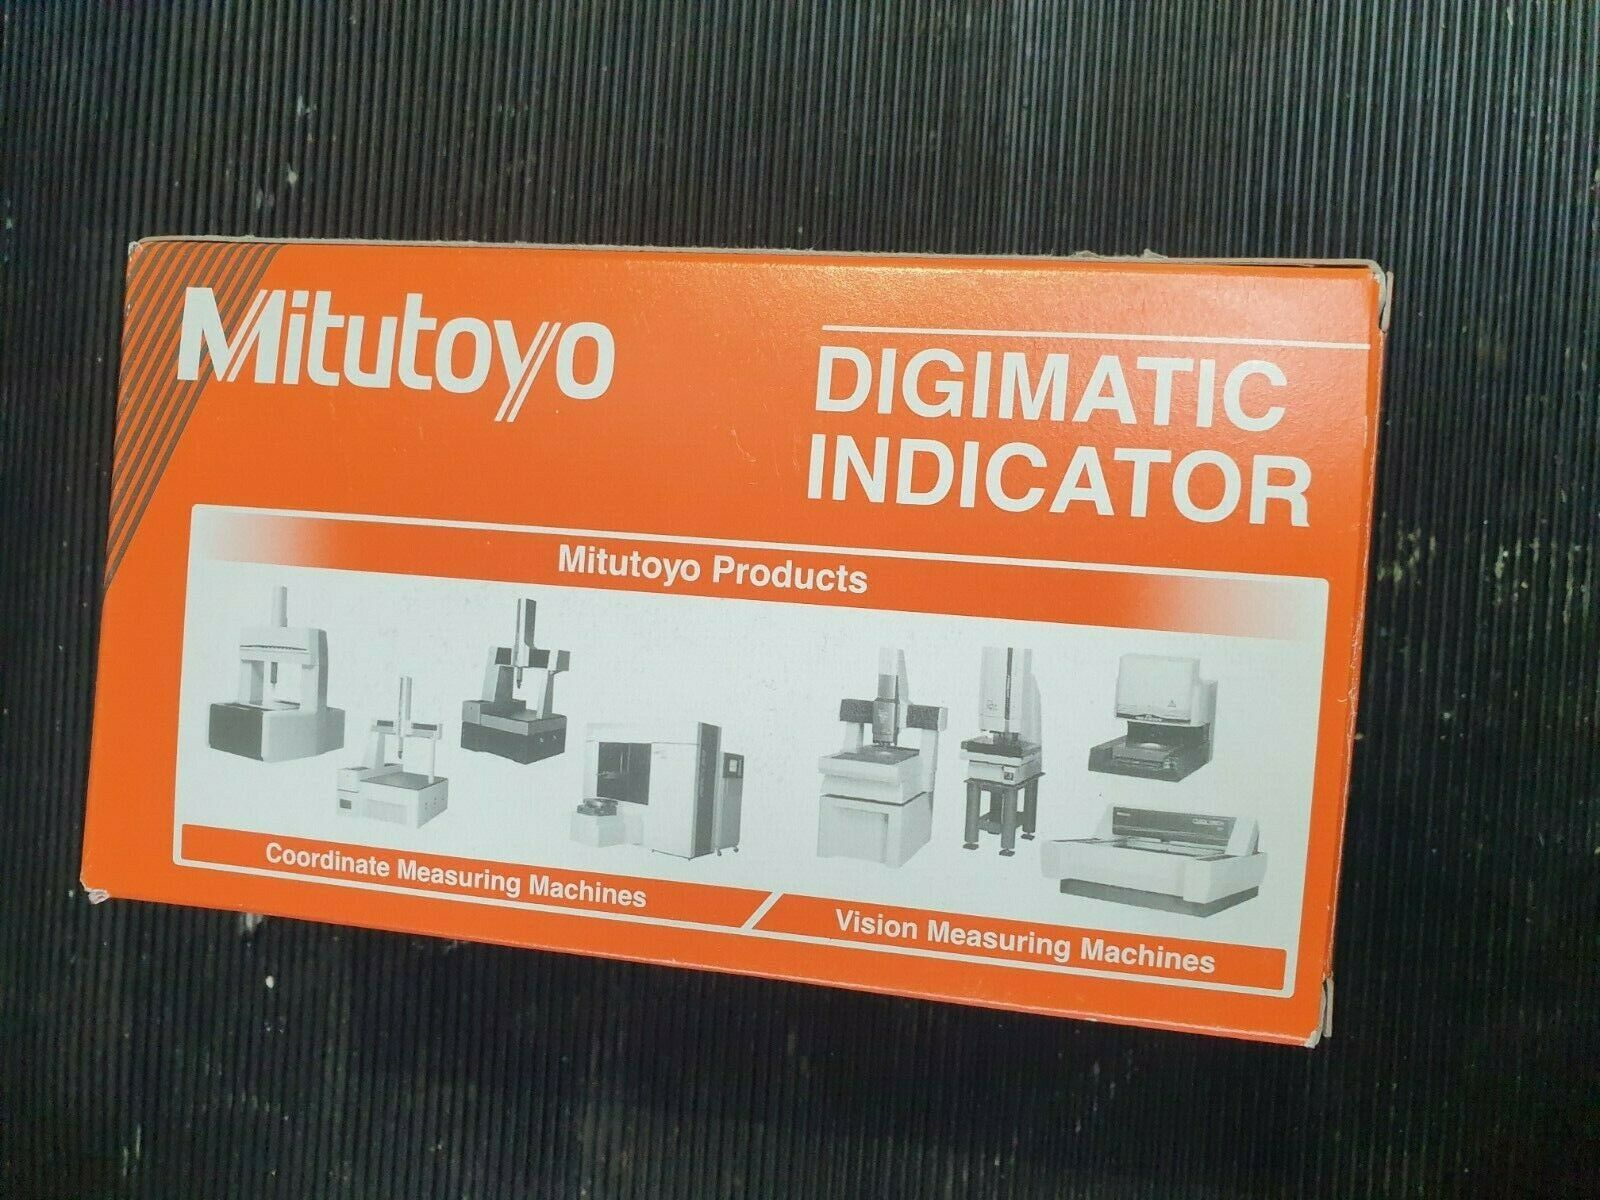 Mitutoyo
DIGIMATIC
INDICATOR
Mitutoyo Products
Coordinate Measuring Machines
Vision Measuring Machines